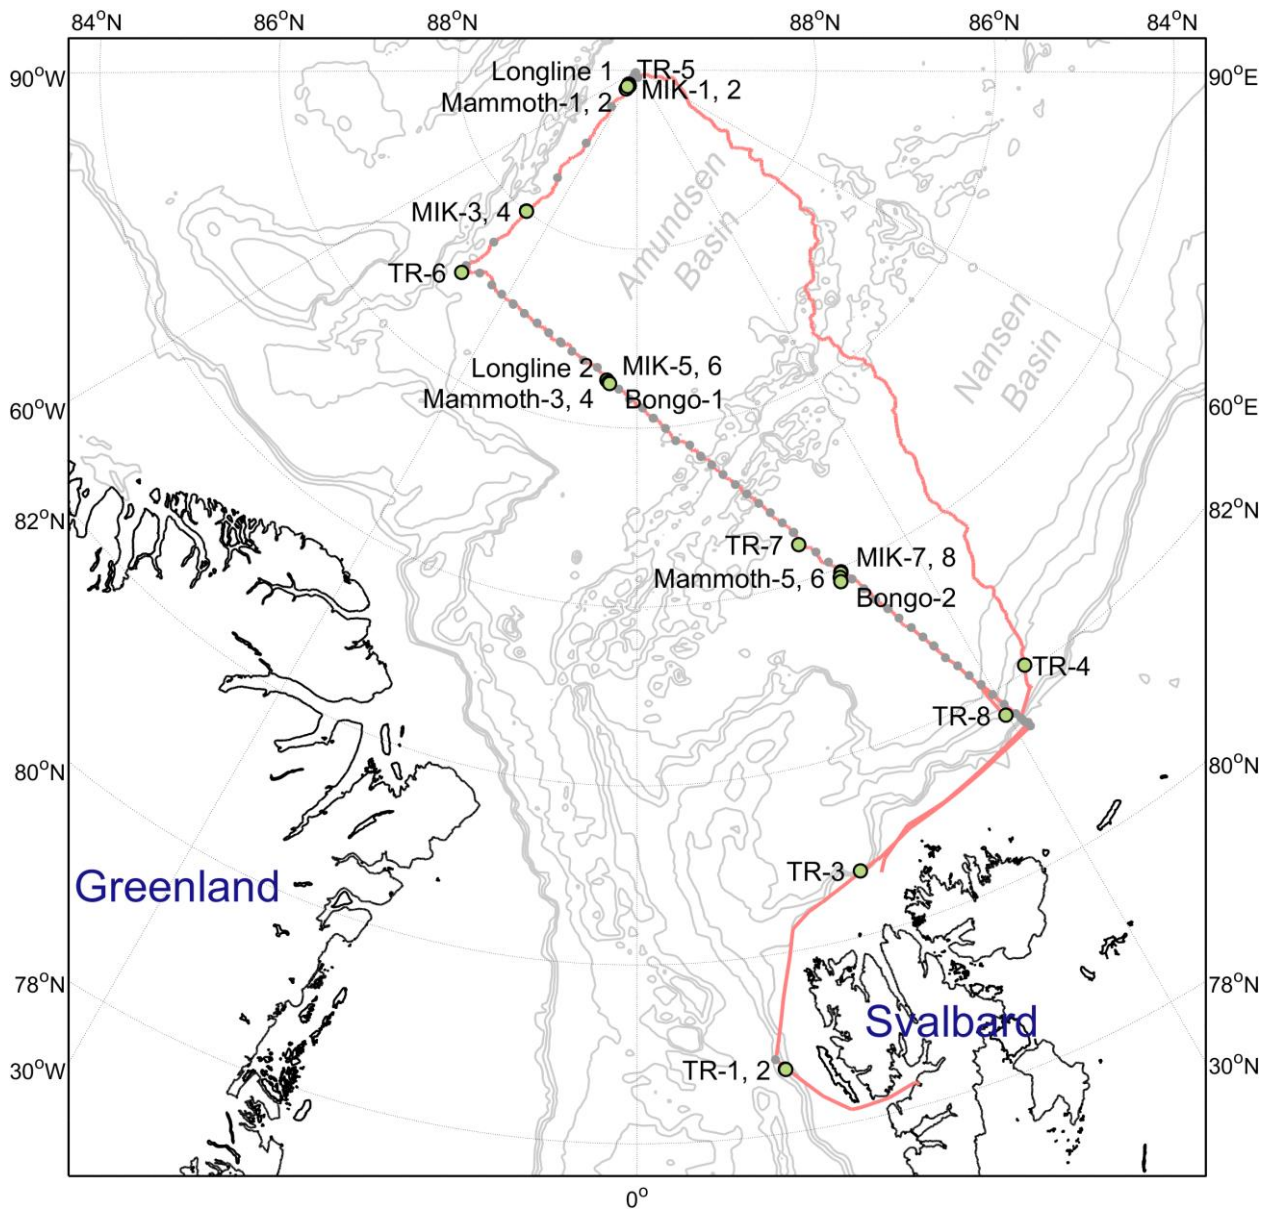 84°N 86°N 88°N 88°N 86°N 84°N
90°W 90°E
Longline 1 TR-5
Mammoth-1, 2 MIK-1, 2
Amundsen
Basin
MIK-3, 4
TR-6
Nansen
Basin
Longline 2 MIK-5, 6
Mammoth-3, 4 Bongo-1
60°W 60°E
82°N 82°N
TR-7 MIK-7, 8
Mammoth-5, 6 Bongo-2
TR-4
TR-8
80°N 80°N
TR-3
Greenland
78°N 78°N
Svalbard
TR-1, 2
30°W 30°E
0°